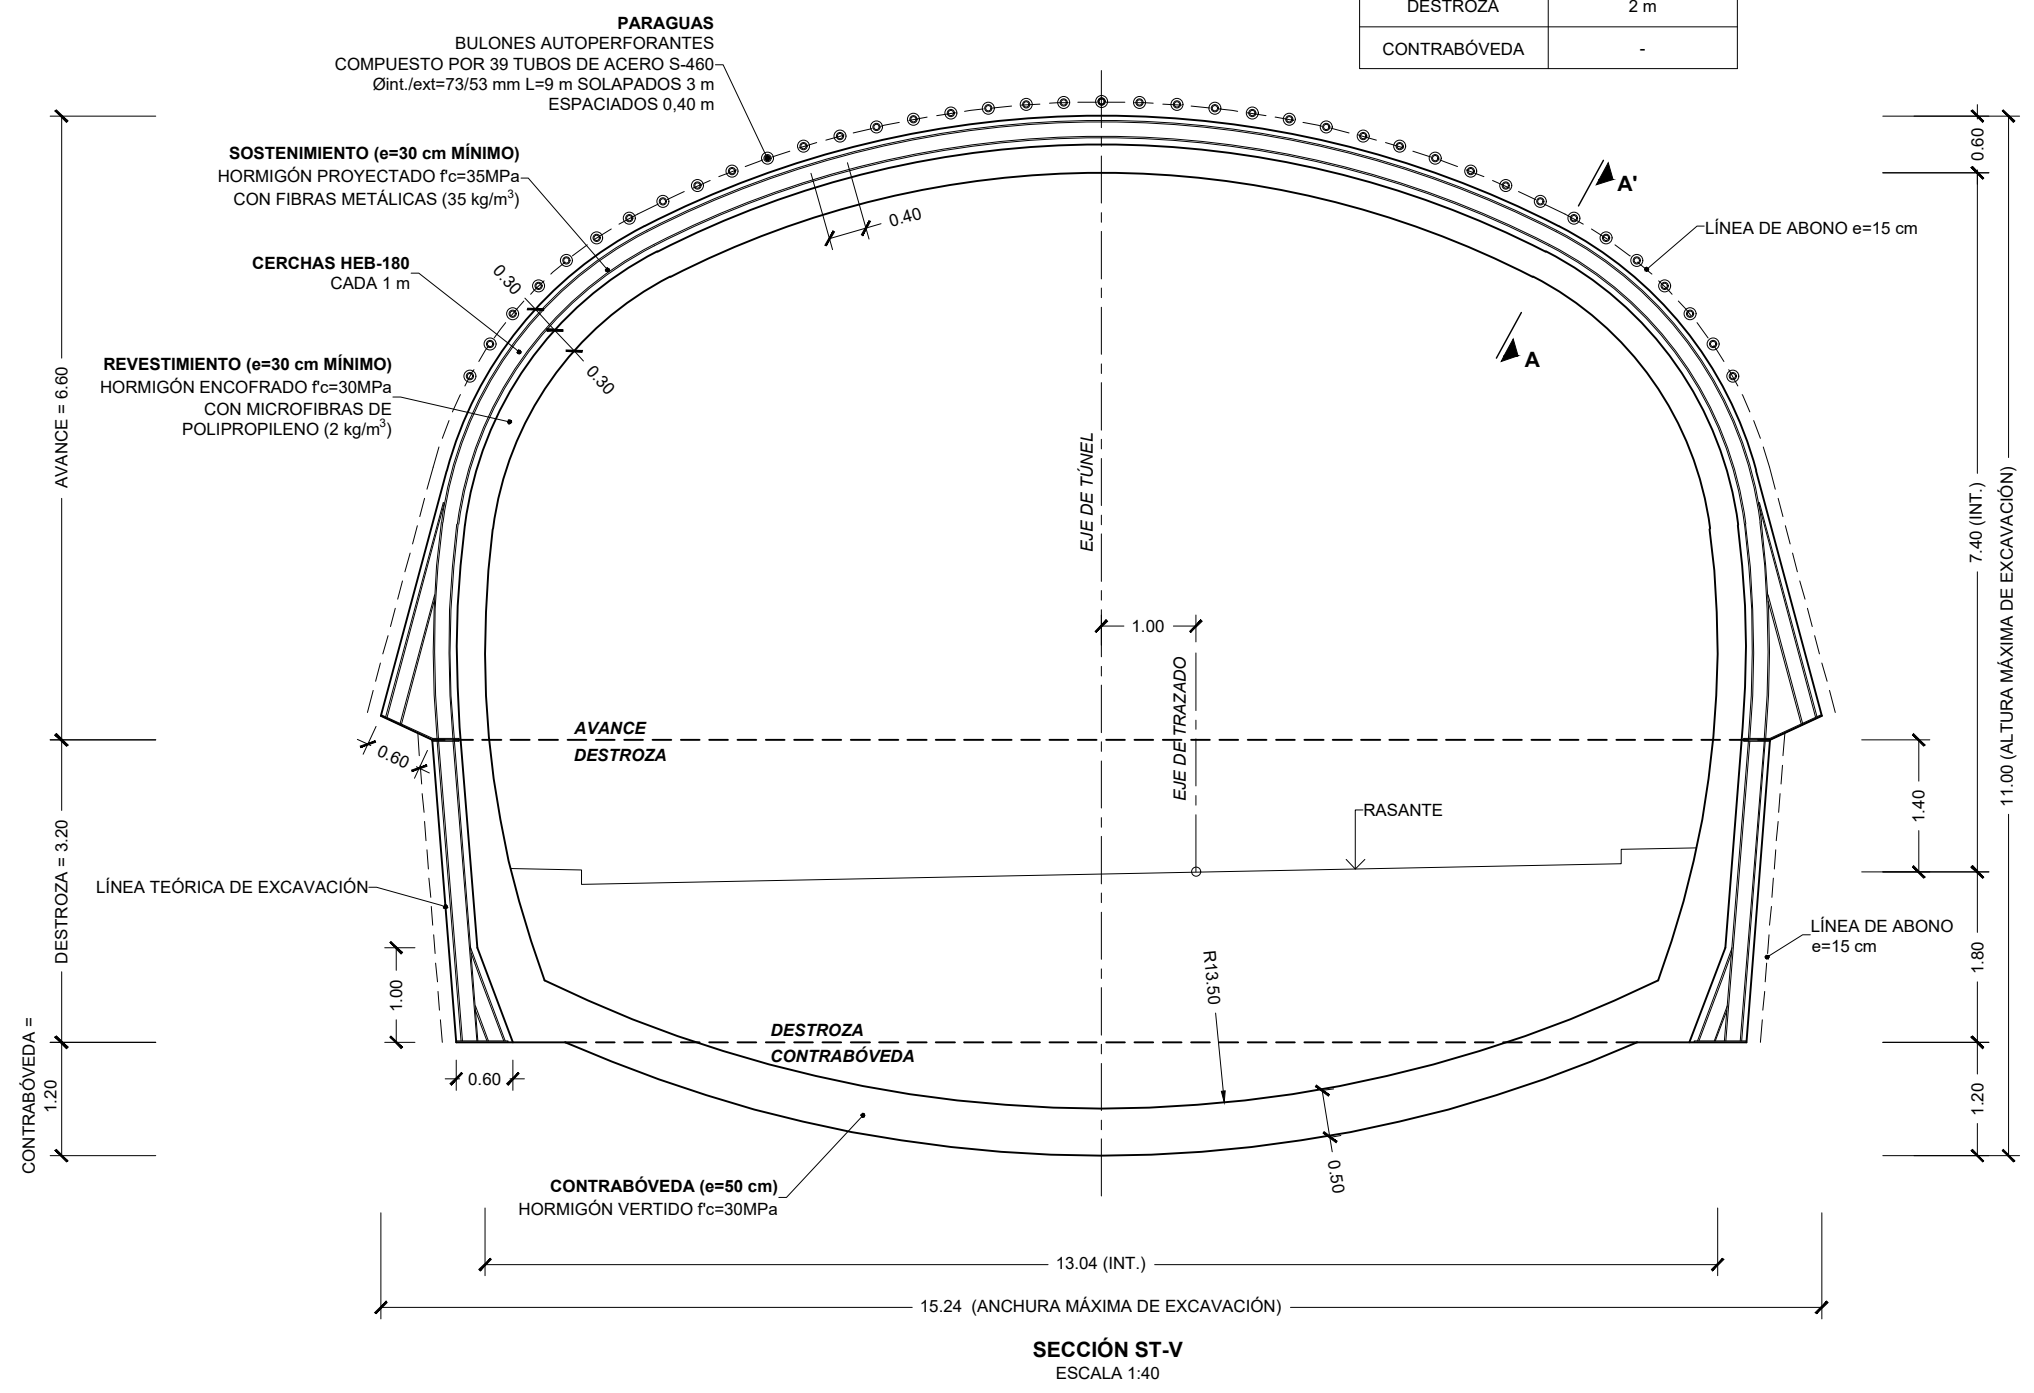 DESTROZA 2 m
CONTRABÓVEDA -
PARAGUAS
BULONES AUTOPERFORANTES
COMPUESTO POR 39 TUBOS DE ACERO S-460
Øint./ext=73/53 mm L=9 m SOLAPADOS 3 m
ESPACIADOS 0,40 m
SOSTENIMIENTO (e=30 cm MÍNIMO)
HORMIGÓN PROYECTADO f'c=35MPa
CON FIBRAS METÁLICAS (35 kg/m³)
CERCHAS HEB-180
CADA 1 m
REVESTIMIENTO (e=30 cm MÍNIMO)
HORMIGÓN ENCOFRADO f'c=30MPa
CON MICROFIBRAS DE
POLIPROPILENO (2 kg/m³)
AVANCE = 6.60
0.30
0.30
0.40
A'
A
LÍNEA DE ABONO e=15 cm
0.60
7.40 (INT.)
11.00 (ALTURA MÁXIMA DE EXCAVACIÓN)
EJE DE TÚNEL
1.00
EJE DE TRAZADO
AVANCE
DESTROZA
0.60
RASANTE
1.40
DESTROZA = 3.20
LÍNEA TEÓRICA DE EXCAVACIÓN
1.00
LÍNEA DE ABONO
e=15 cm
1.80
R13.50
DESTROZA
CONTRABÓVEDA
CONTRABÓVEDA =
1.20
0.60
1.20
0.50
CONTRABÓVEDA (e=50 cm)
HORMIGÓN VERTIDO f'c=30MPa
13.04 (INT.)
15.24 (ANCHURA MÁXIMA DE EXCAVACIÓN)
SECCIÓN ST-V
ESCALA 1:40